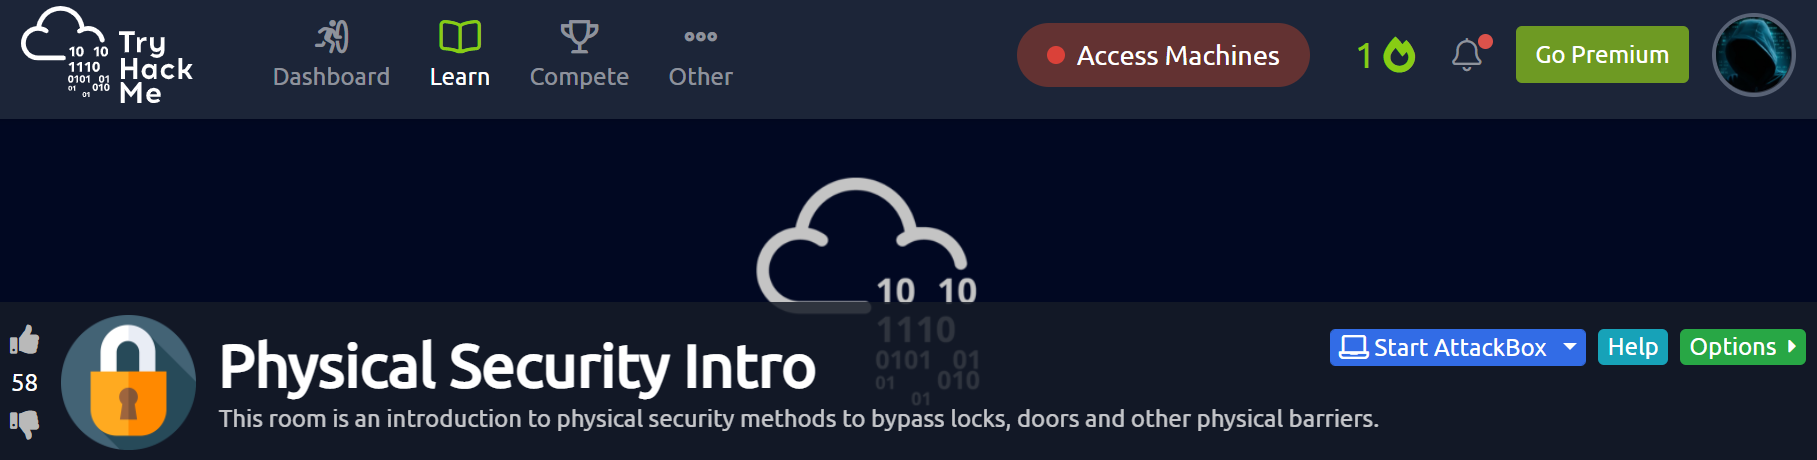 10 10
1110
0101 01
01 010
01
Try
Hack
Me
Dashboard
Learn
Compete
Other
Access Machines
1
Go Premium
10 10
1110
0101 01
01 010
01
58
Physical Security Intro
This room is an introduction to physical security methods to bypass locks, doors and other physical barriers.
Start AttackBox
Help
Options